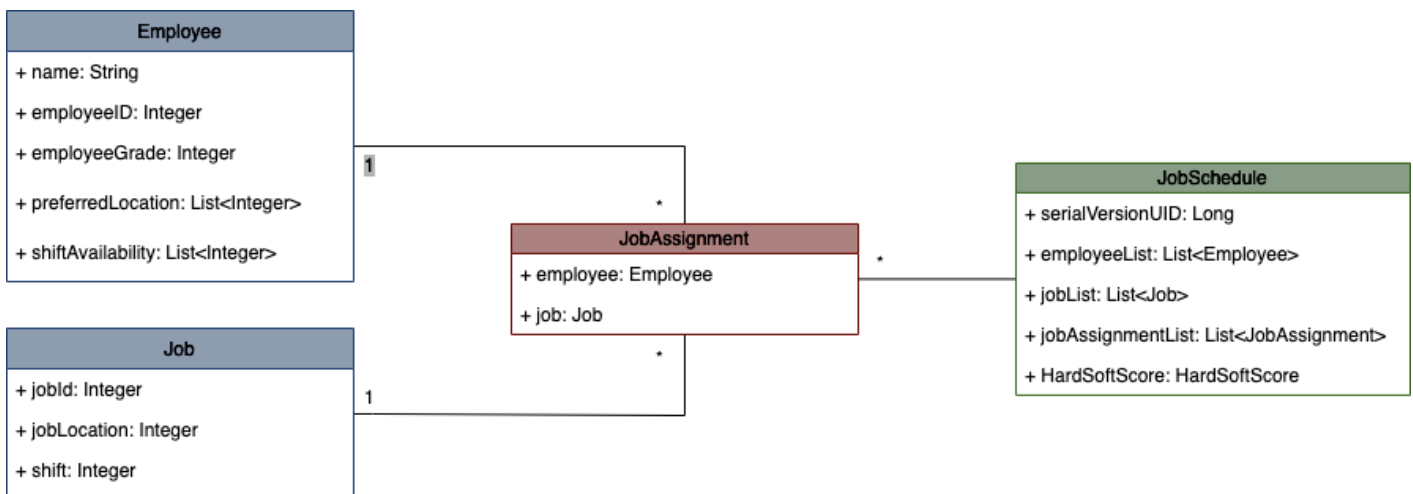 Employee
+ name: String
+ employeeID: Integer
+ employeeGrade: Integer
+ preferredLocation: List<Integer>
+ shiftAvailability: List<Integer>
1
*
JobAssignment
+ employee: Employee
+ job: Job
*
*
JobSchedule
+ serialVersionUID: Long
+ employeeList: List<Employee>
+ jobList: List<Job>
+ jobAssignmentList: List<JobAssignment>
+ HardSoftScore: HardSoftScore
Job
+ jobId: Integer
+ jobLocation: Integer
+ shift: Integer
1